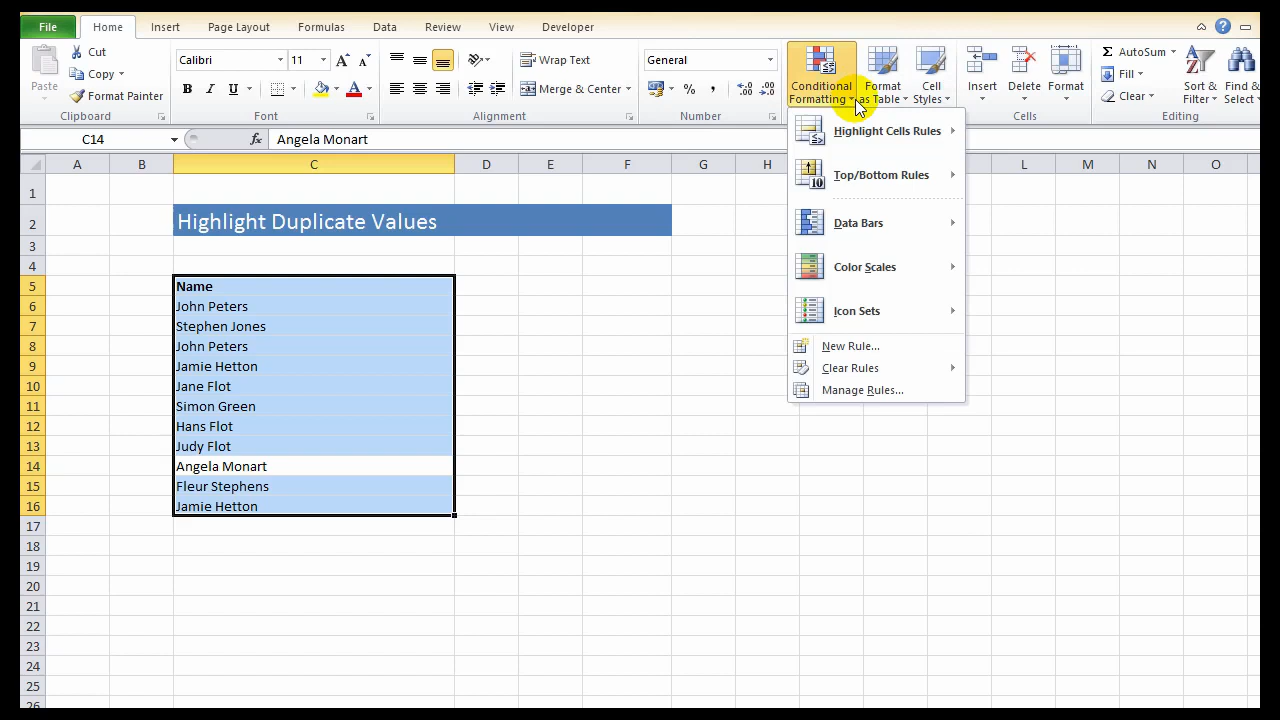 File Home Insert Page Layout Formulas Data Review View Developer
Cut
Copy
Format Painter
Paste
Clipboard
Calibri 11
B I U
Font
Wrap Text
Merge & Center
Alignment
General
% ,
Number
Conditional Formatting
Format as Table
Cell Styles
Insert Delete Format
Cells
AutoSum
Fill
Clear
Sort & Filter
Find & Select
Editing
C14 fx Angela Monart
A B C D E F G H L M N O
1
2 Highlight Duplicate Values
3
4
5 Name
6 John Peters
7 Stephen Jones
8 John Peters
9 Jamie Hetton
10 Jane Flot
11 Simon Green
12 Hans Flot
13 Judy Flot
14 Angela Monart
15 Fleur Stephens
16 Jamie Hetton
17
18
19
20
21
22
23
24
25
26
Highlight Cells Rules
Top/Bottom Rules
Data Bars
Color Scales
Icon Sets
New Rule...
Clear Rules
Manage Rules...